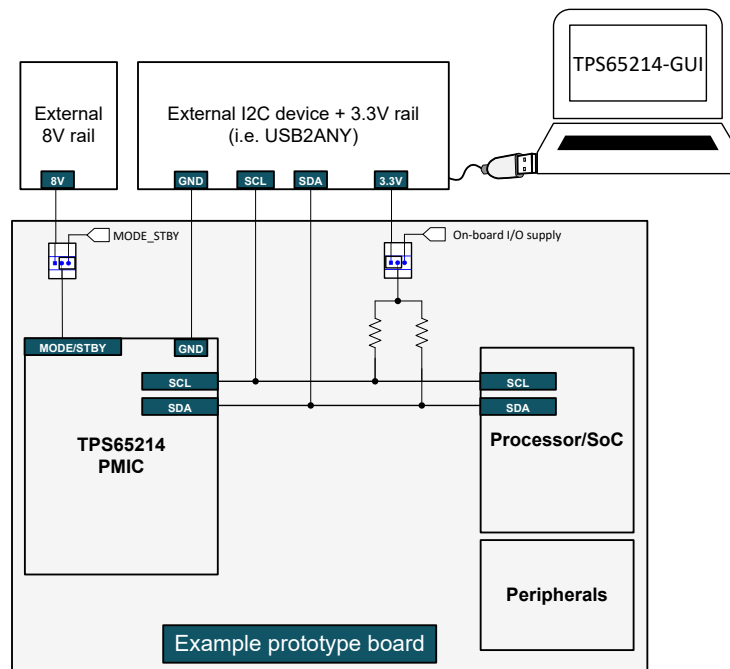 TPS65214-GUI
External
8V rail
8V
External I2C device + 3.3V rail
(i.e. USB2ANY)
GND
SCL
SDA
3.3V
MODE_STBY
On-board I/O supply
MODE/STBY
GND
SCL
SDA
TPS65214
PMIC
SCL
SDA
Processor/SoC
Peripherals
Example prototype board